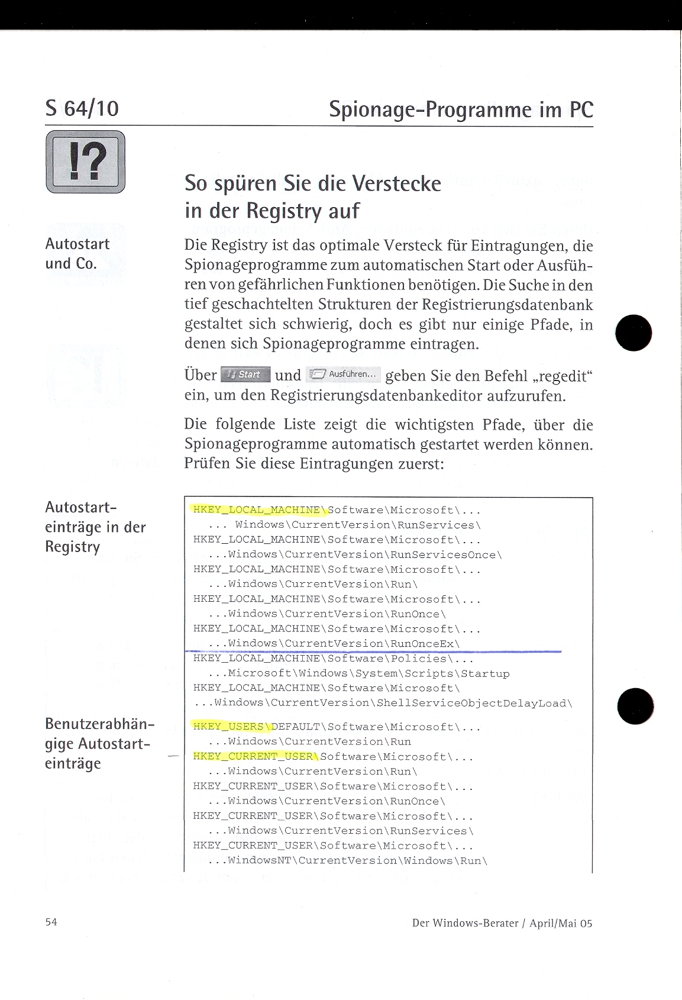 S 64/10
Spionage-Programme im PC
!?
So spüren Sie die Verstecke
in der Registry auf
Autostart
und Co.
Die Registry ist das optimale Versteck für Eintragungen, die
Spionageprogramme zum automatischen Start oder Ausfüh-
ren von gefährlichen Funktionen benötigen. Die Suche in den
tief geschachtelten Strukturen der Registrierungsdatenbank
gestaltet sich schwierig, doch es gibt nur einige Pfade, in
denen sich Spionageprogramme eintragen.
Über Start und Ausführen... geben Sie den Befehl „regedit“
ein, um den Registrierungsdatenbankeditor aufzurufen.
Die folgende Liste zeigt die wichtigsten Pfade, über die
Spionageprogramme automatisch gestartet werden können.
Prüfen Sie diese Eintragungen zuerst:
Autostart-
einträge in der
Registry
HKEY_LOCAL_MACHINE\Software\Microsoft\...
... Windows\CurrentVersion\RunServices\
HKEY_LOCAL_MACHINE\Software\Microsoft\...
...Windows\CurrentVersion\RunServicesOnce\
HKEY_LOCAL_MACHINE\Software\Microsoft\...
...Windows\CurrentVersion\Run\
HKEY_LOCAL_MACHINE\Software\Microsoft\...
...Windows\CurrentVersion\RunOnce\
HKEY_LOCAL_MACHINE\Software\Microsoft\...
...Windows\CurrentVersion\RunOnceEx\
HKEY_LOCAL_MACHINE\Software\Policies\...
...Microsoft\Windows\System\Scripts\Startup
HKEY_LOCAL_MACHINE\Software\Microsoft\
...Windows\CurrentVersion\ShellServiceObjectDelayLoad\
Benutzerabhän-
gige Autostart-
einträge
HKEY_USERS\DEFAULT\Software\Microsoft\...
...Windows\CurrentVersion\Run
HKEY_CURRENT_USER\Software\Microsoft\...
...Windows\CurrentVersion\Run\
HKEY_CURRENT_USER\Software\Microsoft\...
...Windows\CurrentVersion\RunOnce\
HKEY_CURRENT_USER\Software\Microsoft\...
...Windows\CurrentVersion\RunServices\
HKEY_CURRENT_USER\Software\Microsoft\...
...WindowsNT\CurrentVersion\Windows\Run\
54
Der Windows-Berater / April/Mai 05